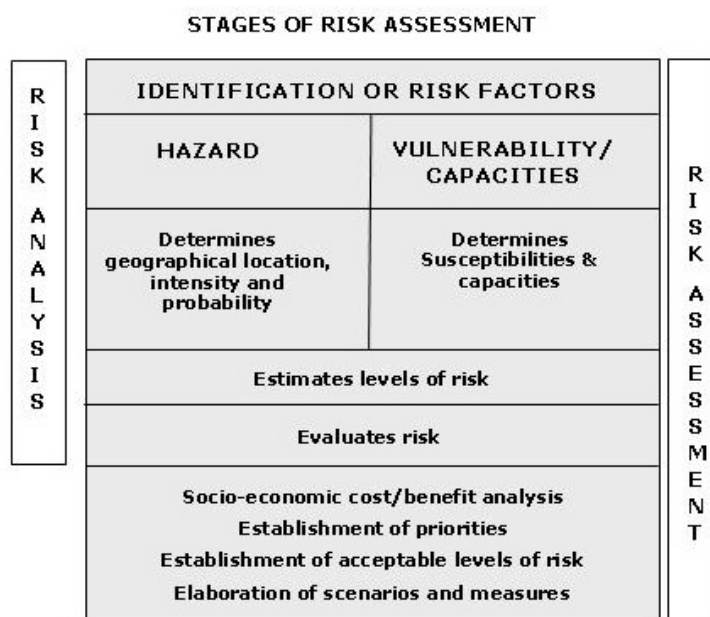 STAGES OF RISK ASSESSMENT
RISK ANALYSIS
IDENTIFICATION OR RISK FACTORS
HAZARD
VULNERABILITY/
CAPACITIES
Determines
geographical location,
intensity and
probability
Determines
Susceptibilities &
capacities
Estimates levels of risk
Evaluates risk
Socio-economic cost/benefit analysis
Establishment of priorities
Establishment of acceptable levels of risk
Elaboration of scenarios and measures
RISK ASSESSMENT